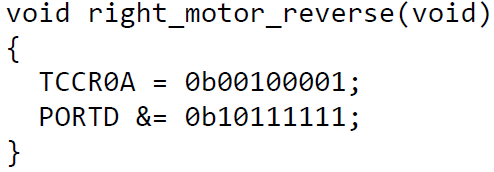 void right_motor_reverse(void)
{
  TCCR0A = 0b00100001;
  PORTD &= 0b10111111;
}